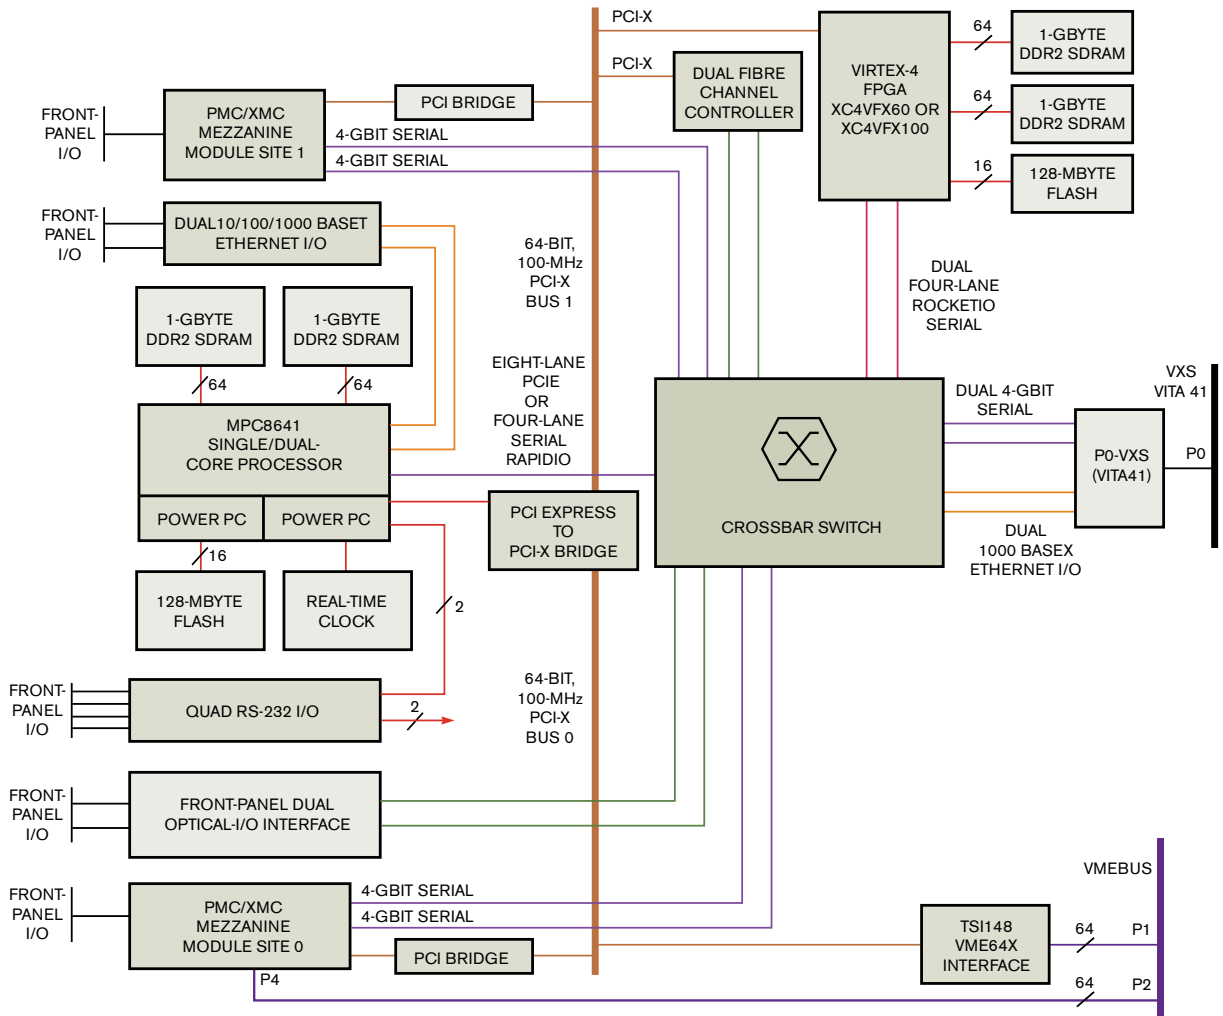 PCI-X
64
1-GBYTE
DDR2 SDRAM
PCI-X
DUAL FIBRE
CHANNEL
CONTROLLER
VIRTEX-4
FPGA
XC4VFX60 OR
XC4VFX100
64
1-GBYTE
DDR2 SDRAM
16
128-MBYTE
FLASH
FRONT-
PANEL
I/O
PMC/XMC
MEZZANINE
MODULE SITE 1
PCI BRIDGE
4-GBIT SERIAL
4-GBIT SERIAL
FRONT-
PANEL
I/O
DUAL10/100/1000 BASET
ETHERNET I/O
64-BIT,
100-MHz
PCI-X
BUS 1
DUAL
FOUR-LANE
ROCKETIO
SERIAL
1-GBYTE
DDR2 SDRAM
1-GBYTE
DDR2 SDRAM
64
64
EIGHT-LANE
PCIE
OR
FOUR-LANE
SERIAL
RAPIDIO
MPC8641
SINGLE/DUAL-
CORE PROCESSOR
POWER PC
POWER PC
PCI EXPRESS
TO
PCI-X BRIDGE
CROSSBAR SWITCH
DUAL 4-GBIT
SERIAL
VXS
VITA 41
P0-VXS
(VITA41)
P0
DUAL
1000 BASEX
ETHERNET I/O
16
128-MBYTE
FLASH
REAL-TIME
CLOCK
2
FRONT-
PANEL
I/O
QUAD RS-232 I/O
2
64-BIT,
100-MHz
PCI-X
BUS 0
FRONT-
PANEL
I/O
FRONT-PANEL DUAL
OPTICAL-I/O INTERFACE
FRONT-
PANEL
I/O
PMC/XMC
MEZZANINE
MODULE SITE 0
4-GBIT SERIAL
4-GBIT SERIAL
PCI BRIDGE
P4
VMEBUS
TSI148
VME64X
INTERFACE
64
P1
64
P2